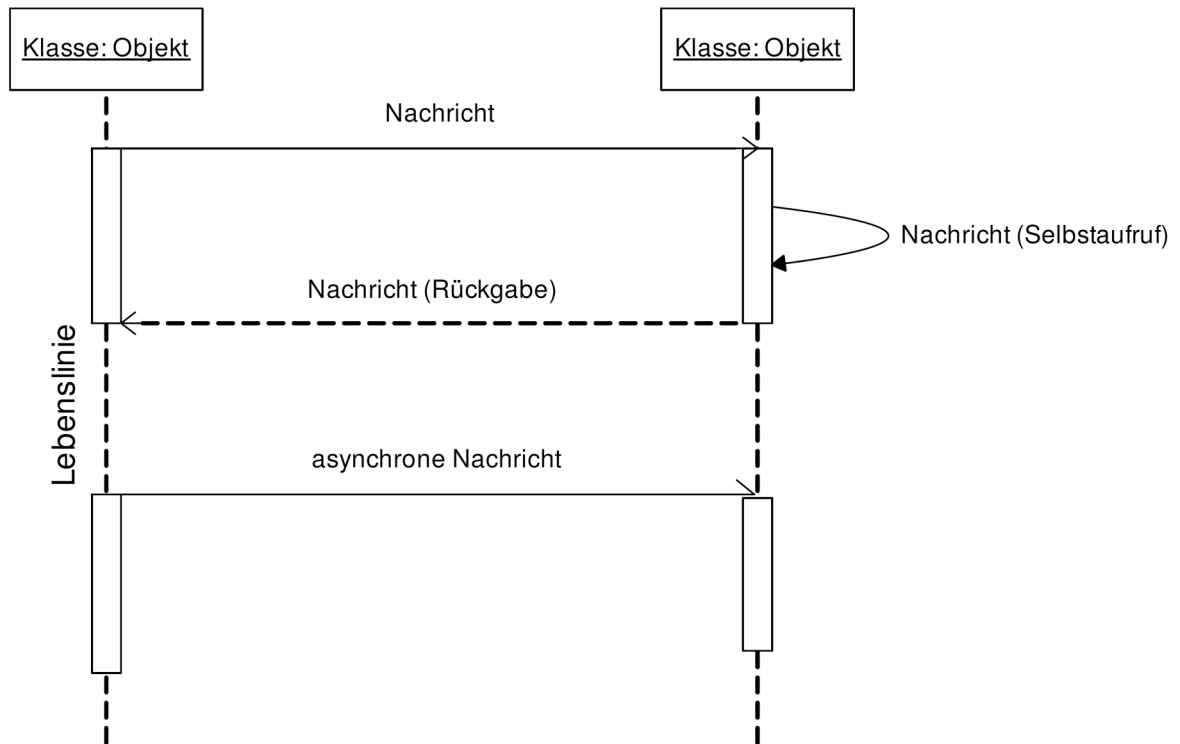 Klasse: Objekt
Klasse: Objekt
Nachricht
Nachricht (Selbstaufruf)
Nachricht (Rückgabe)
Lebenslinie
asynchrone Nachricht